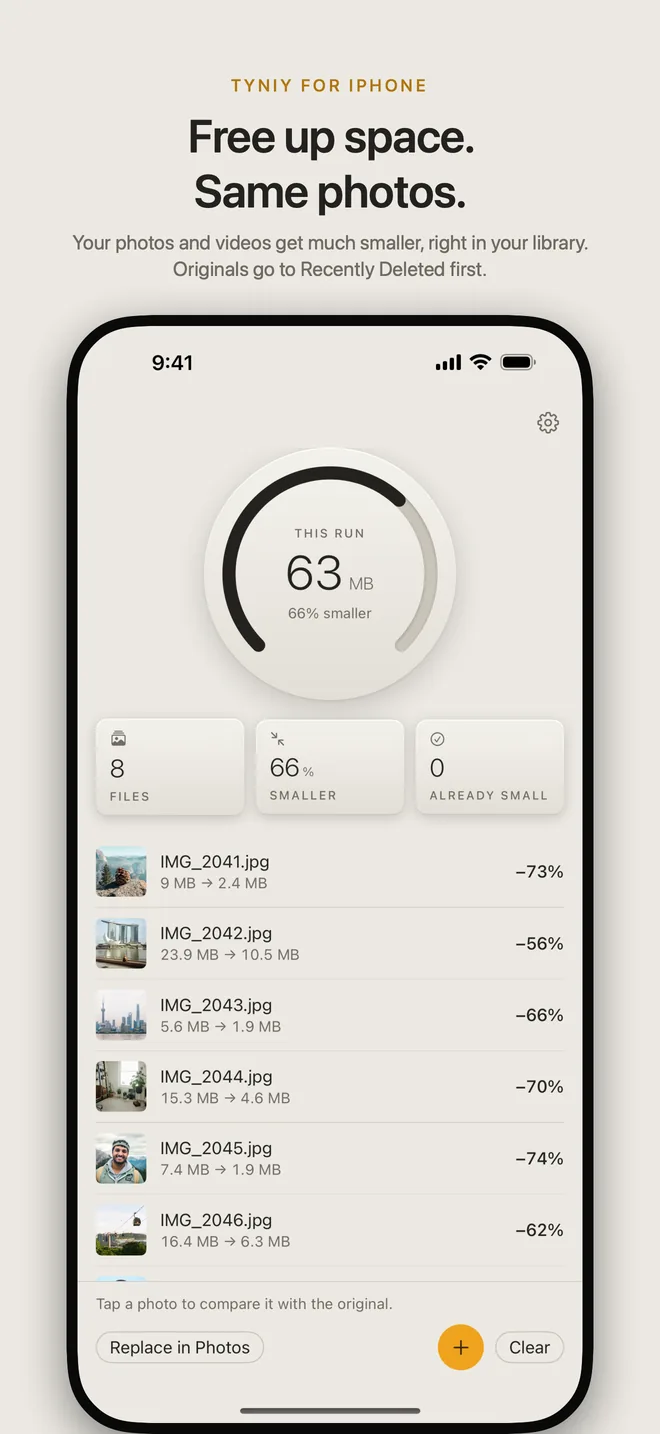 TYNIY FOR IPHONE
Free up space.
Same photos.
Your photos and videos get much smaller, right in your library.
Originals go to Recently Deleted first.
9:41
THIS RUN
63 MB
66% smaller
8
FILES
66 %
SMALLER
0
ALREADY SMALL
IMG_2041.jpg
9 MB → 2.4 MB
−73%
IMG_2042.jpg
23.9 MB → 10.5 MB
−56%
IMG_2043.jpg
5.6 MB → 1.9 MB
−66%
IMG_2044.jpg
15.3 MB → 4.6 MB
−70%
IMG_2045.jpg
7.4 MB → 1.9 MB
−74%
IMG_2046.jpg
16.4 MB → 6.3 MB
−62%
Tap a photo to compare it with the original.
Replace in Photos
+
Clear